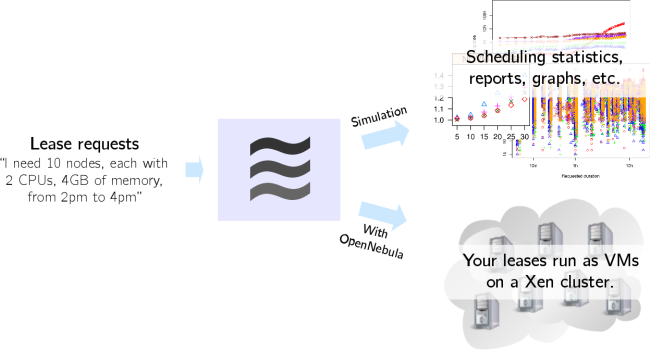 Lease requests
"I need 10 nodes, each with
2 CPUs, 4GB of memory,
from 2pm to 4pm"
Simulation
With
OpenNebula
Scheduling statistics,
reports, graphs, etc.
1.4
1.3
1.2
1.1
1.0
5 10 15 20 25 30
1h
10h
Requested duration
Your leases run as VMs
on a Xen cluster.